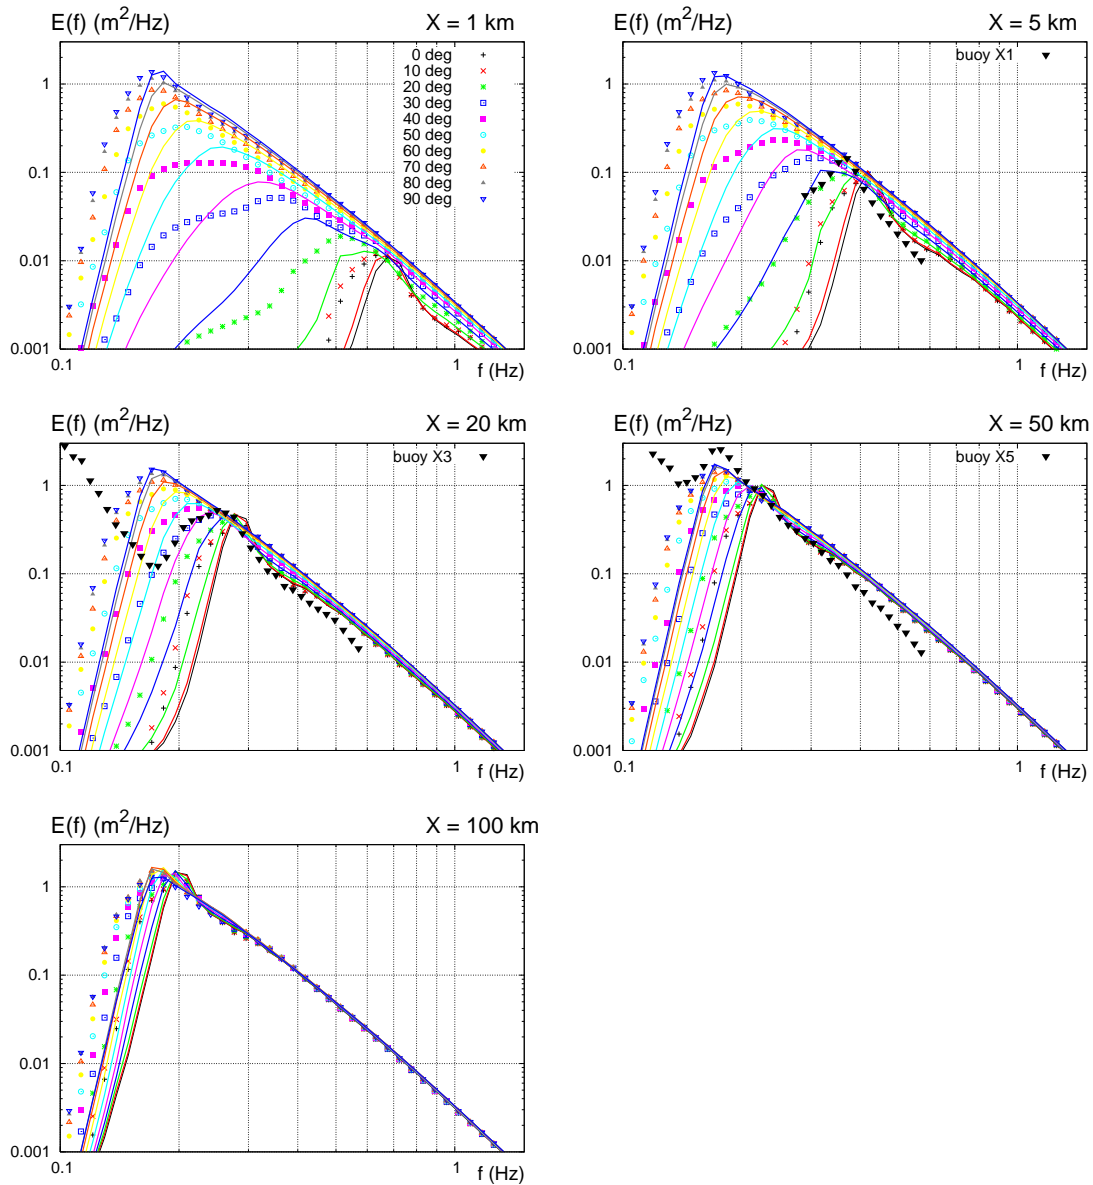 E(f) (m²/Hz) X = 1 km
0 deg
10 deg
20 deg
30 deg
40 deg
50 deg
60 deg
70 deg
80 deg
90 deg
1
0.1
0.01
0.001
0.1 1
f (Hz)
E(f) (m²/Hz) X = 5 km
buoy X1
1
0.1
0.01
0.001
0.1 1
f (Hz)
E(f) (m²/Hz) X = 20 km
buoy X3
1
0.1
0.01
0.001
0.1 1
f (Hz)
E(f) (m²/Hz) X = 50 km
buoy X5
1
0.1
0.01
0.001
0.1 1
f (Hz)
E(f) (m²/Hz) X = 100 km
1
0.1
0.01
0.001
0.1 1
f (Hz)